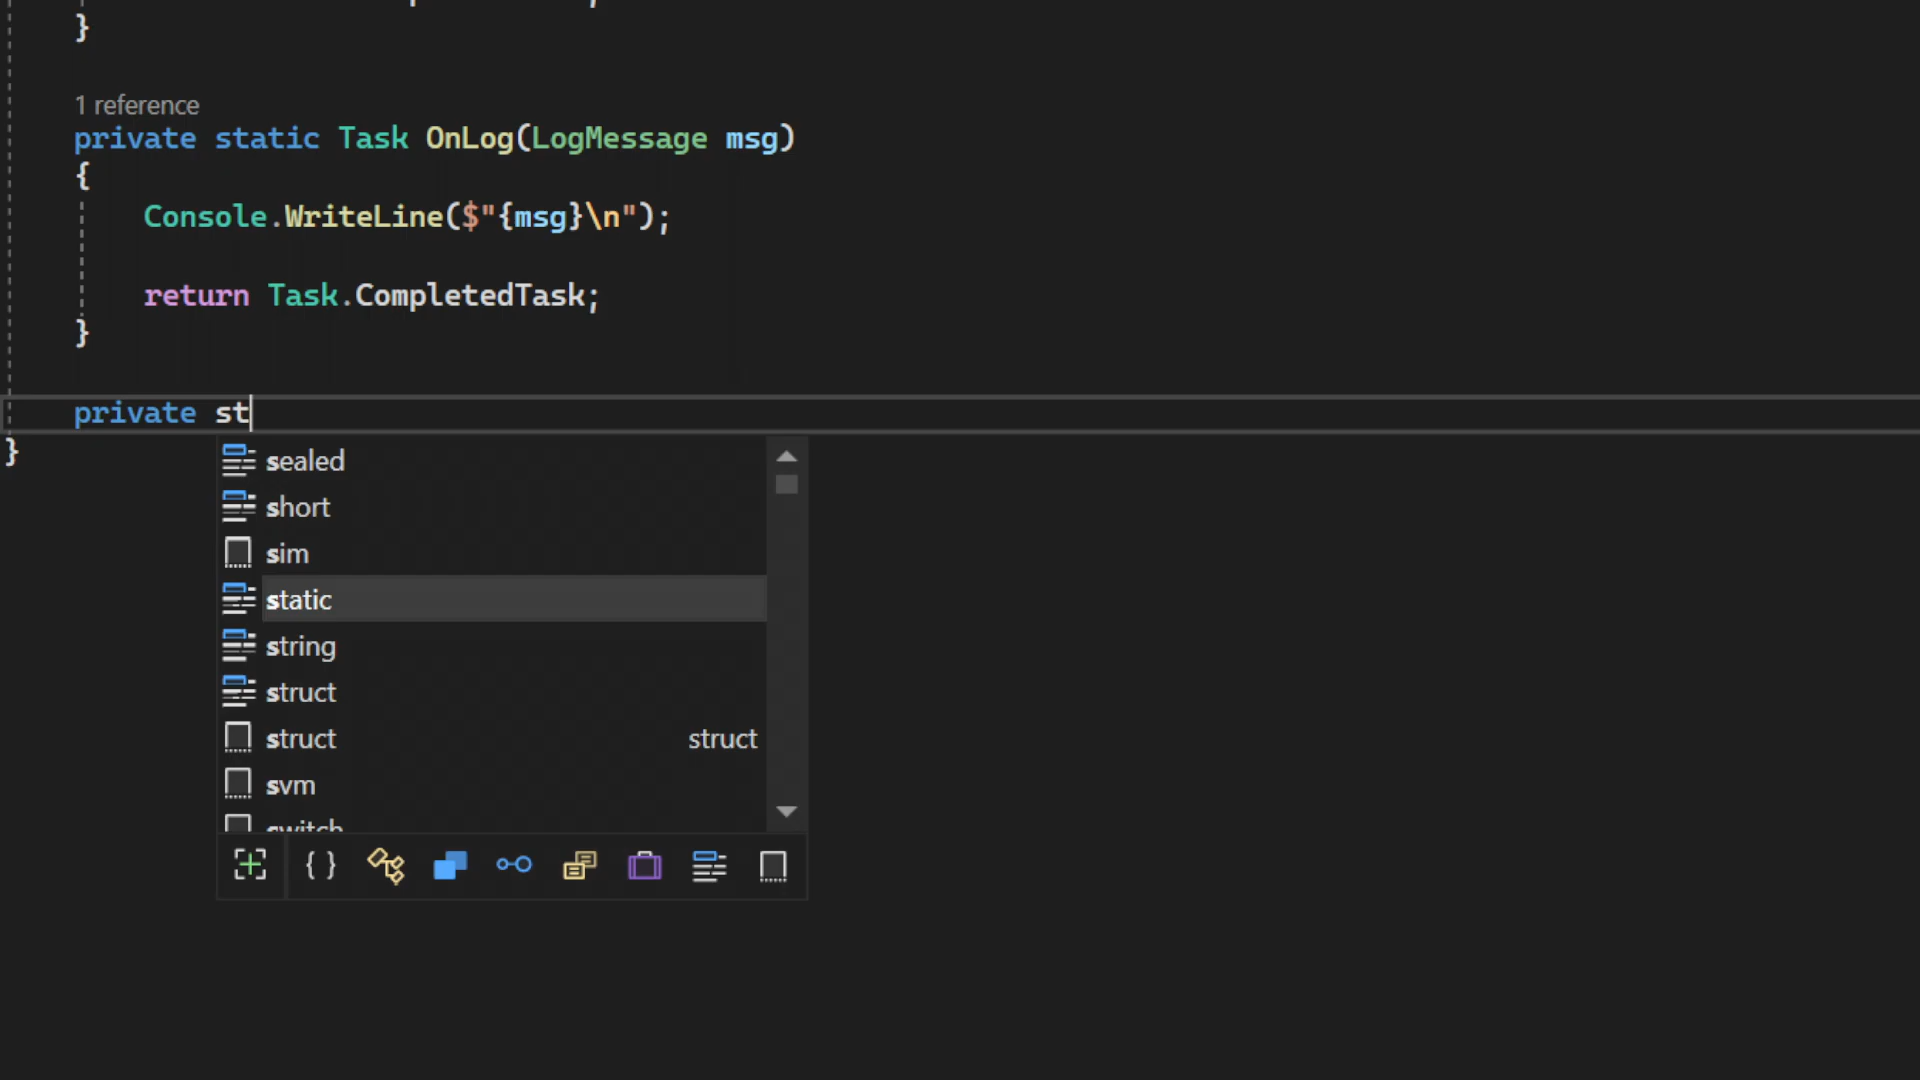 }
1 reference
private static Task OnLog(LogMessage msg)
{
Console.WriteLine($"{msg}\n");
return Task.CompletedTask;
}
private st
}
sealed
short
sim
static
string
struct
struct struct
svm
switch